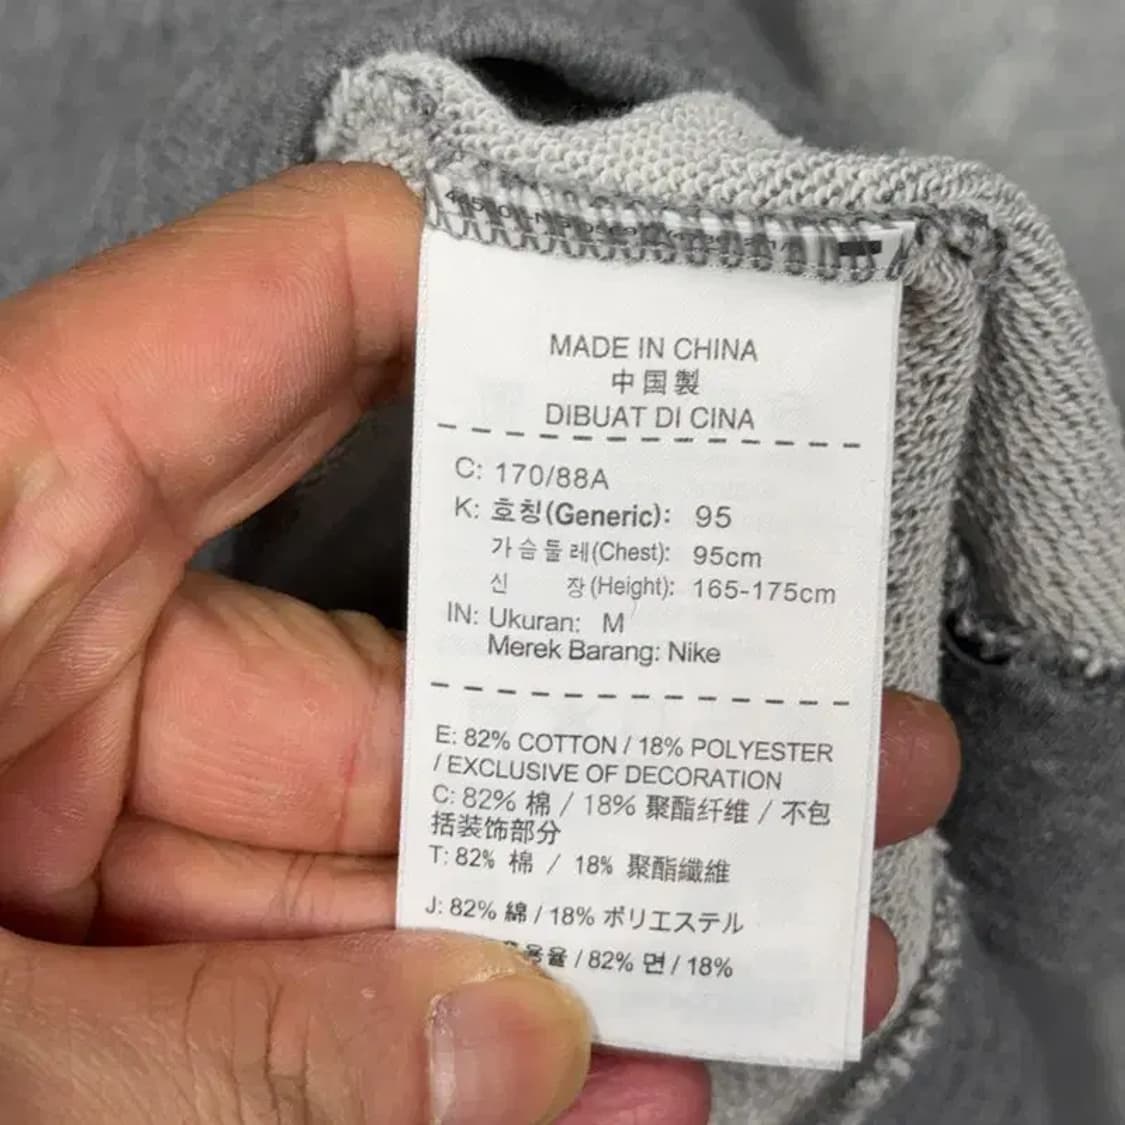 MADE IN CHINA
中国製
DIBUAT DI CINA
C: 170/88A
K: 호칭(Generic): 95
가슴둘레(Chest): 95cm
신 장(Height): 165-175cm
IN: Ukuran: M
Merek Barang: Nike
E: 82% COTTON / 18% POLYESTER
/ EXCLUSIVE OF DECORATION
C: 82% 棉 / 18% 聚酯纤维 / 不包
括装饰部分
T: 82% 棉 / 18% 聚酯纖維
J: 82% 綿 / 18% ポリエステル
/ 82% 면 / 18%